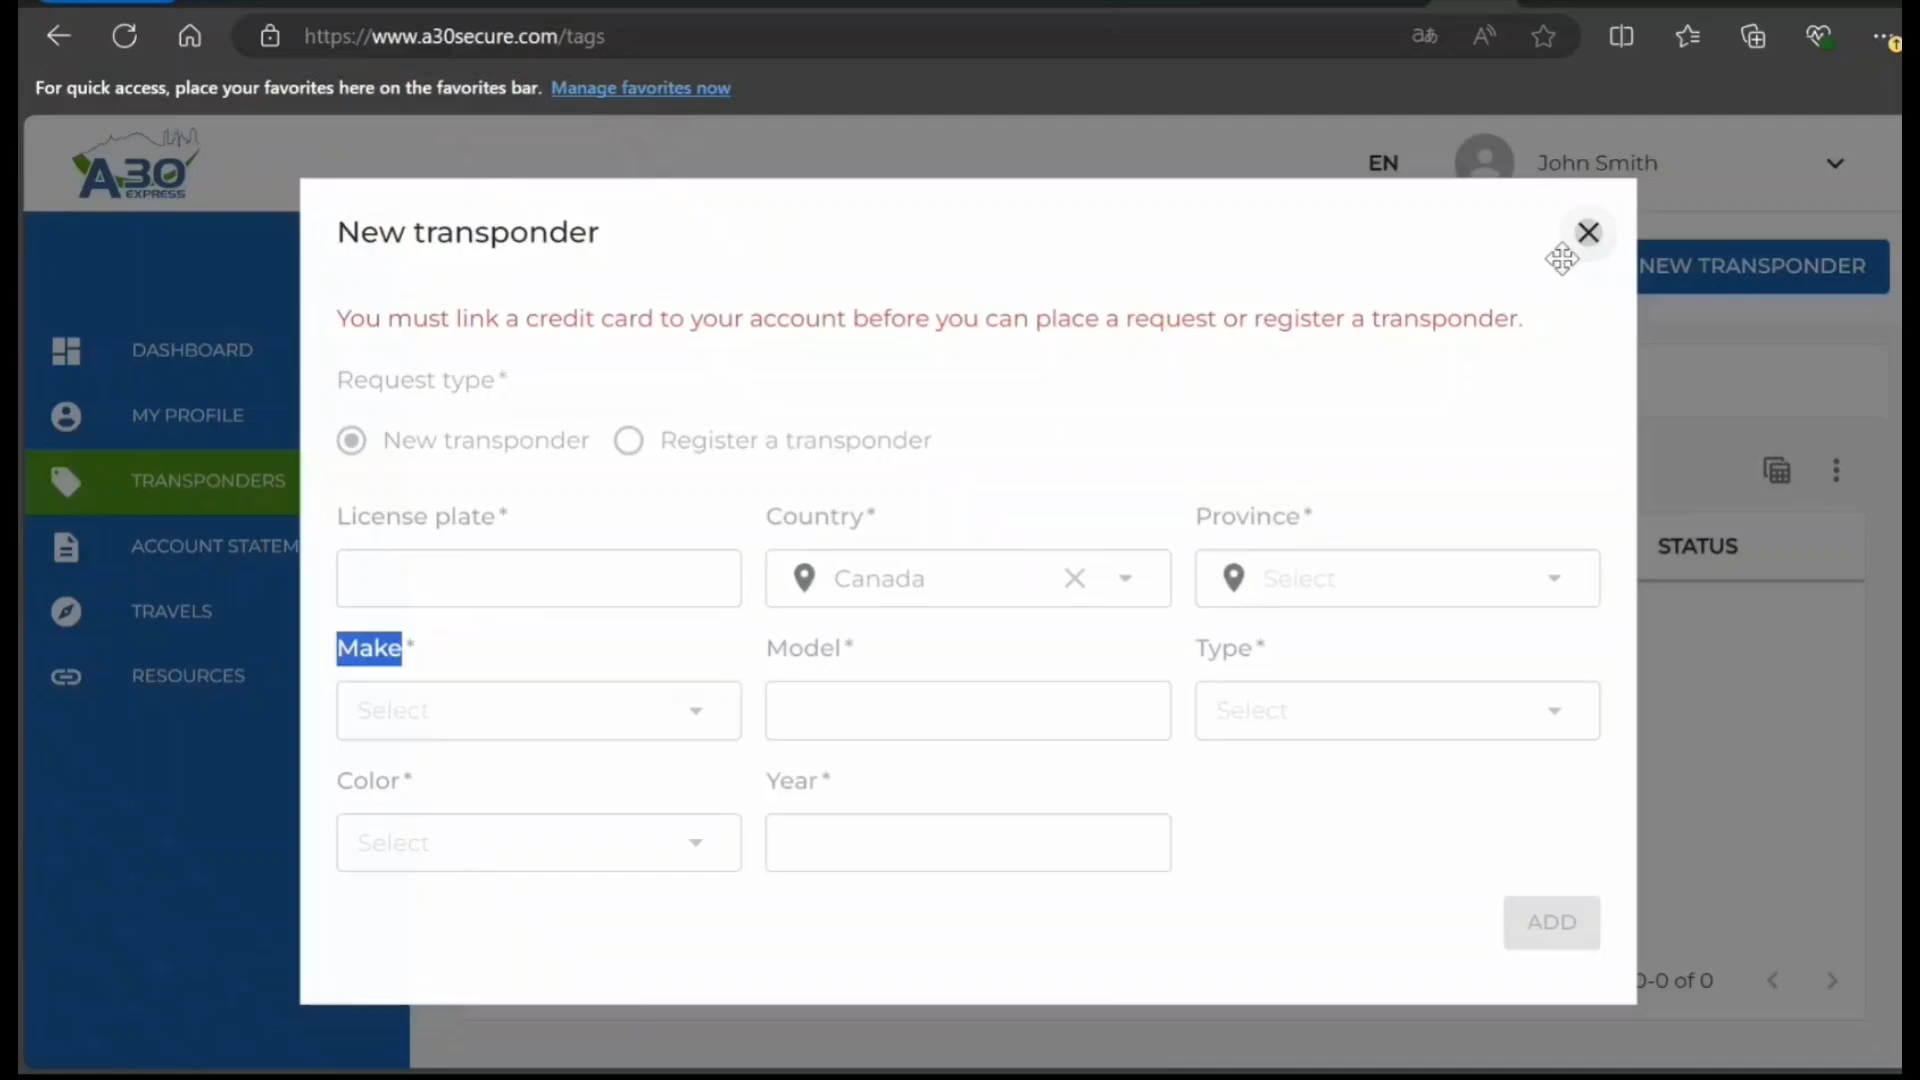 https://www.a30secure.com/tags
For quick access, place your favorites here on the favorites bar. Manage favorites now
A30
EXPRESS
EN
John Smith
New transponder
NEW TRANSPONDER
You must link a credit card to your account before you can place a request or register a transponder.
DASHBOARD
Request type*
MY PROFILE
New transponder Register a transponder
TRANSPONDERS
License plate* Country* Province*
ACCOUNT STATEM
STATUS
Canada
Select
TRAVELS
Make* Model* Type*
RESOURCES
Select
Select
Color* Year*
Select
ADD
0-0 of 0